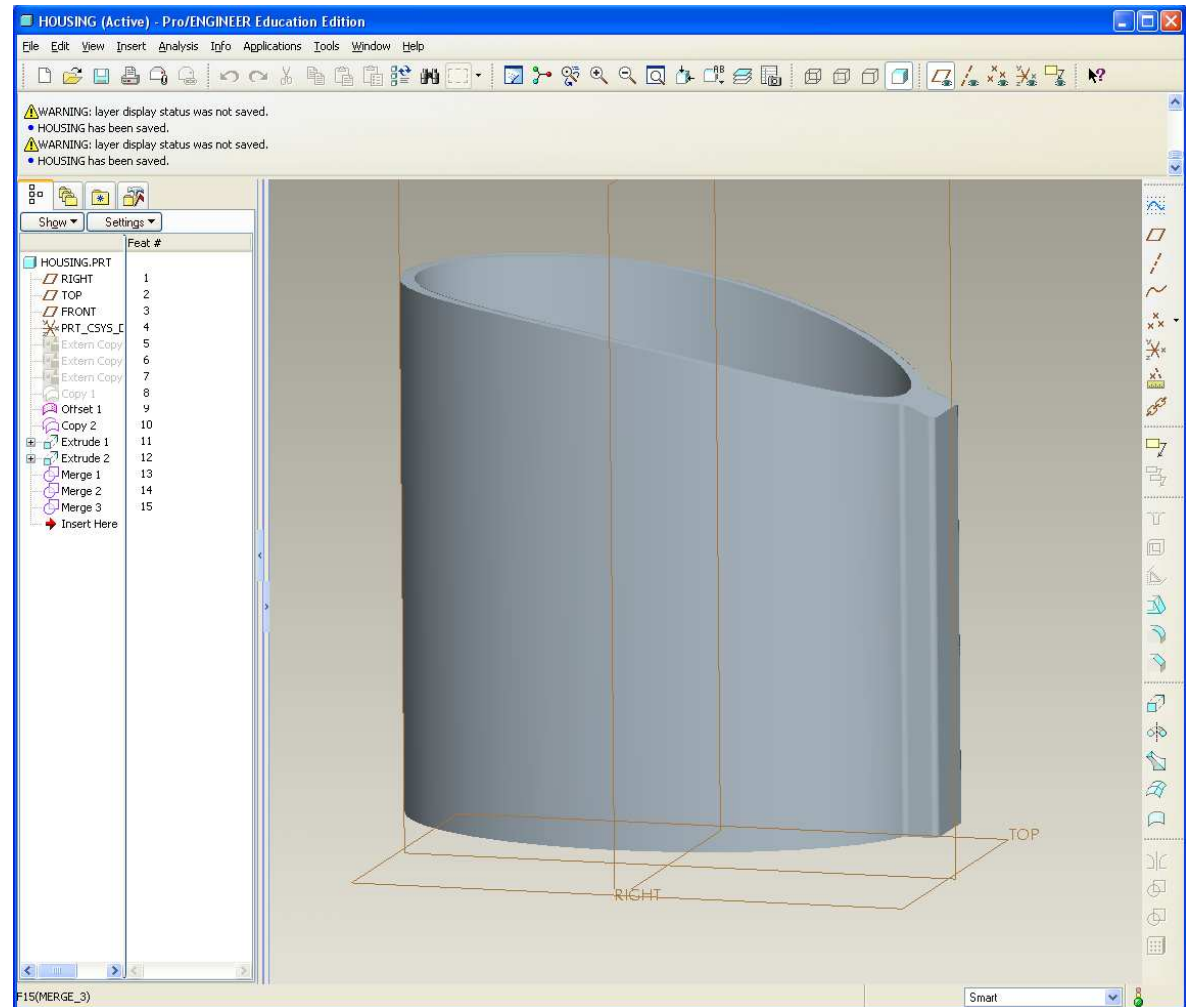 HOUSING (Active) - Pro/ENGINEER Education Edition
File Edit View Insert Analysis Info Applications Tools Window Help
WARNING: layer display status was not saved.
HOUSING has been saved.
WARNING: layer display status was not saved.
HOUSING has been saved.
Show Settings
Feat #
HOUSING.PRT
RIGHT 1
TOP 2
FRONT 3
PRT_CSYS_D 4
Extern Copy 5
Extern Copy 6
Extern Copy 7
Copy 1 8
Offset 1 9
Copy 2 10
Extrude 1 11
Extrude 2 12
Merge 1 13
Merge 2 14
Merge 3 15
Insert Here
TOP
RIGHT
F15(MERGE_3)
Smart